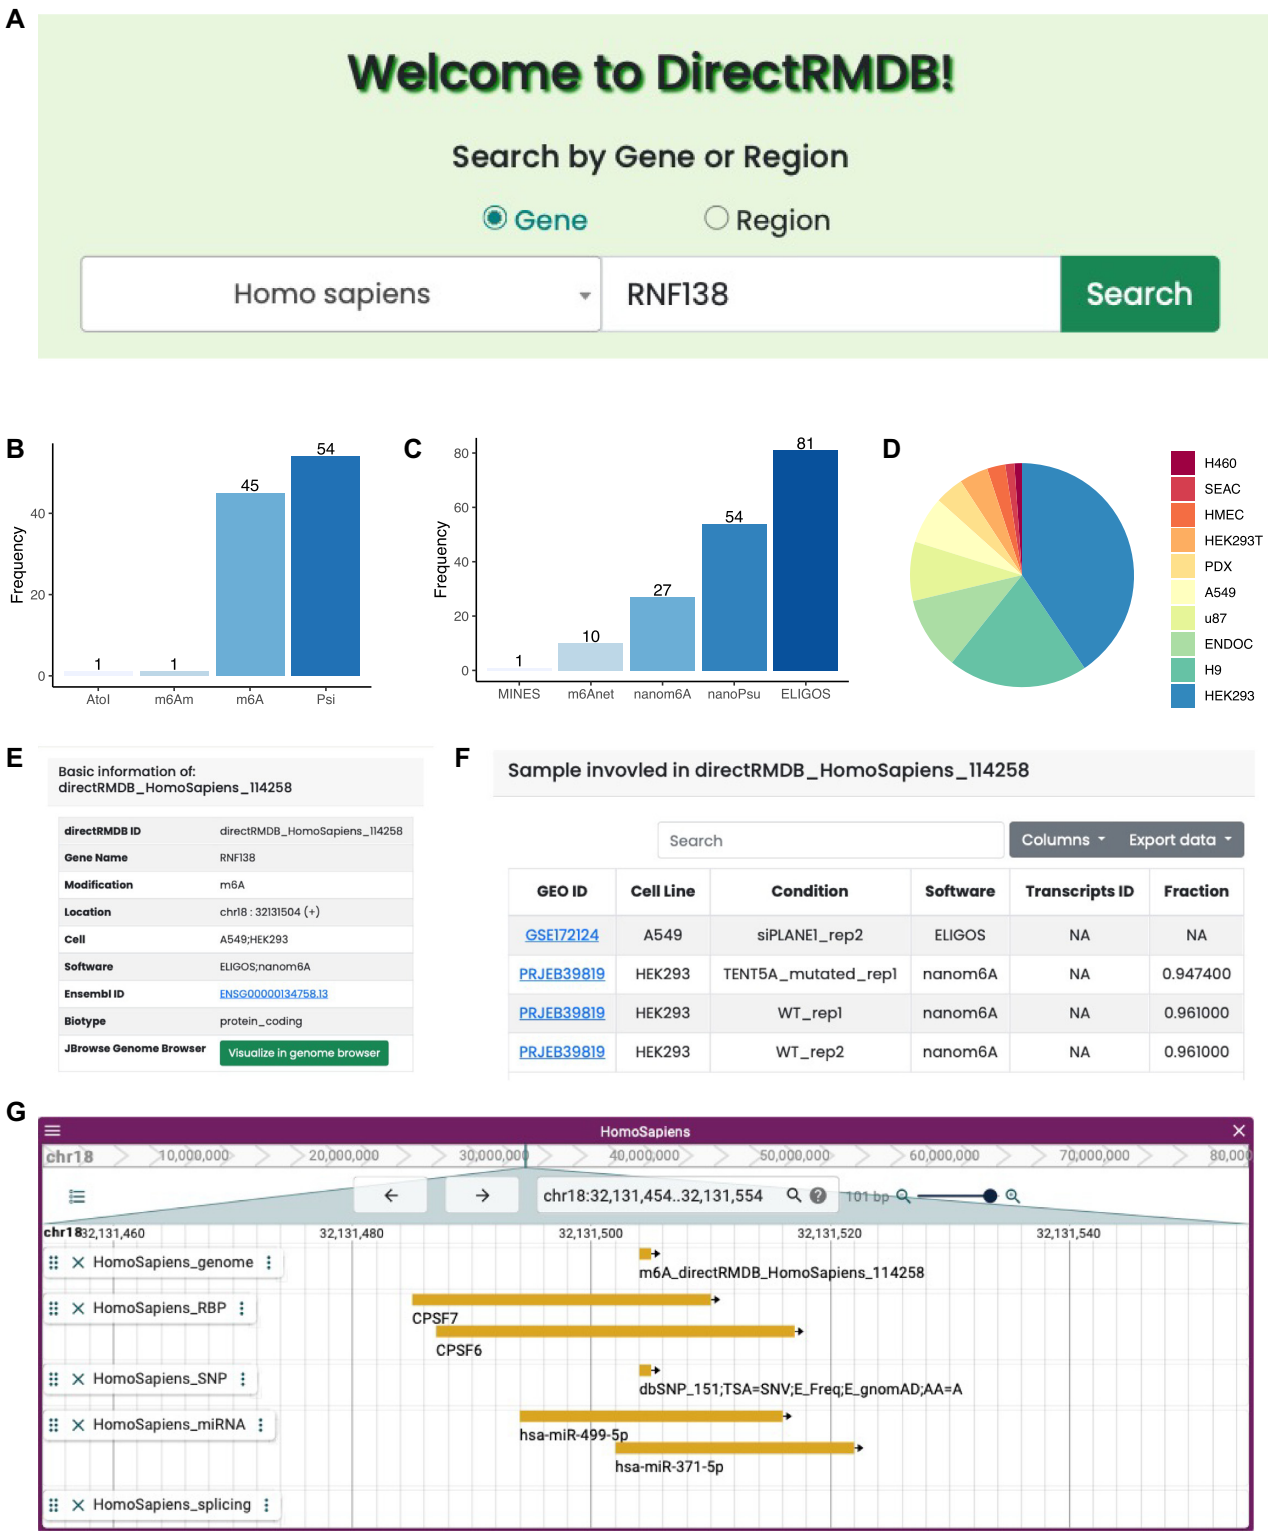 A
Welcome to DirectRMDB!
Search by Gene or Region
Gene Region
Homo sapiens RNF138 Search
B
Frequency
0 20 40
1 1 45 54
AtoI m6Am m6A Psi
C
Frequency
0 20 40 60 80
1 10 27 54 81
MINES m6Anet nanom6A nanoPsu ELIGOS
D
H460
SEAC
HMEC
HEK293T
PDX
A549
u87
ENDOC
H9
HEK293
E
Basic information of:
directRMDB_HomoSapiens_114258
directRMDB ID directRMDB_HomoSapiens_114258
Gene Name RNF138
Modification m6A
Location chr18 : 32131504 (+)
Cell A549;HEK293
Software ELIGOS;nanom6A
Ensembl ID ENSG00000134758.13
Biotype protein_coding
JBrowse Genome Browser Visualize in genome browser
F
Sample invovled in directRMDB_HomoSapiens_114258
Search Columns Export data
GEO ID Cell Line Condition Software Transcripts ID Fraction
GSE172124 A549 siPLANE1_rep2 ELIGOS NA NA
PRJEB39819 HEK293 TENT5A_mutated_rep1 nanom6A NA 0.947400
PRJEB39819 HEK293 WT_rep1 nanom6A NA 0.961000
PRJEB39819 HEK293 WT_rep2 nanom6A NA 0.961000
G
HomoSapiens
chr18 10,000,000 20,000,000 30,000,000 40,000,000 50,000,000 60,000,000 70,000,000 80,000
chr18:32,131,454..32,131,554 101 bp
chr18 32,131,460 32,131,480 32,131,500 32,131,520 32,131,540
HomoSapiens_genome
m6A_directRMDB_HomoSapiens_114258
HomoSapiens_RBP
CPSF7
CPSF6
HomoSapiens_SNP
dbSNP_151;TSA=SNV;E_Freq;E_gnomAD;AA=A
HomoSapiens_miRNA
hsa-miR-499-5p
hsa-miR-371-5p
HomoSapiens_splicing